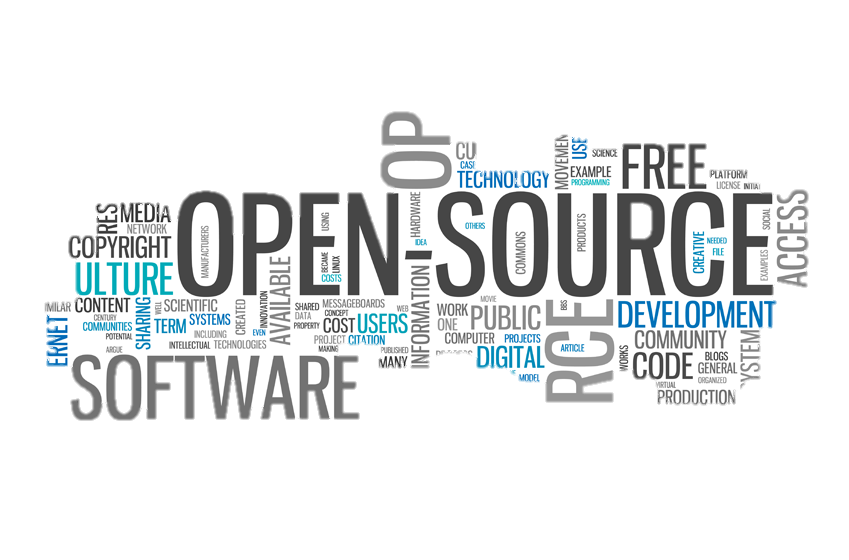 OP
CU
CASE
TECHNOLOGY
MOVEMEN
USE
SCIENCE
EXAMPLE
PROGRAMMING
FREE
PLATFORM
LICENSE
INITIAL
RES
MEDIA
NETWORK
COPYRIGHT
ULTURE
OPEN-SOURCE
MANUFACTURERS
USING
BECAME
LINUX
COSTS
HARDWARE
IDEA
OTHERS
COMMONS
PRODUCTS
CREATIVE
NEEDED
FILE
SOCIAL
EXAMPLES
ACCESS
IMILAR
CONTENT
CENTURY
COMMUNITIES
POTENTIAL
ERNET
ARGUE
SHARING
WELL
SCIENTIFIC
TERM
SYSTEMS
INCLUDING
INTELLECTUAL
TECHNOLOGIES
CREATED
EVEN
INNOVATION
AVAILABLE
SHARED
MESSAGEBOARDS
DATA
CONCEPT
WEB
PROPERTY
COST
USERS
PROJECT
CITATION
MAKING
PUBLISHED
MANY
INFORMATION
MOVIE
WORK
PUBLIC
ONE
COMPUTER
PROJECTS
DIGITAL
MODEL
BBS
RCE
ARTICLE
DEVELOPMENT
COMMUNITY
WORKS
CODE
BLOGS
GENERAL
ORGANIZED
VIRTUAL
PRODUCTION
YSTEM
SOFTWARE